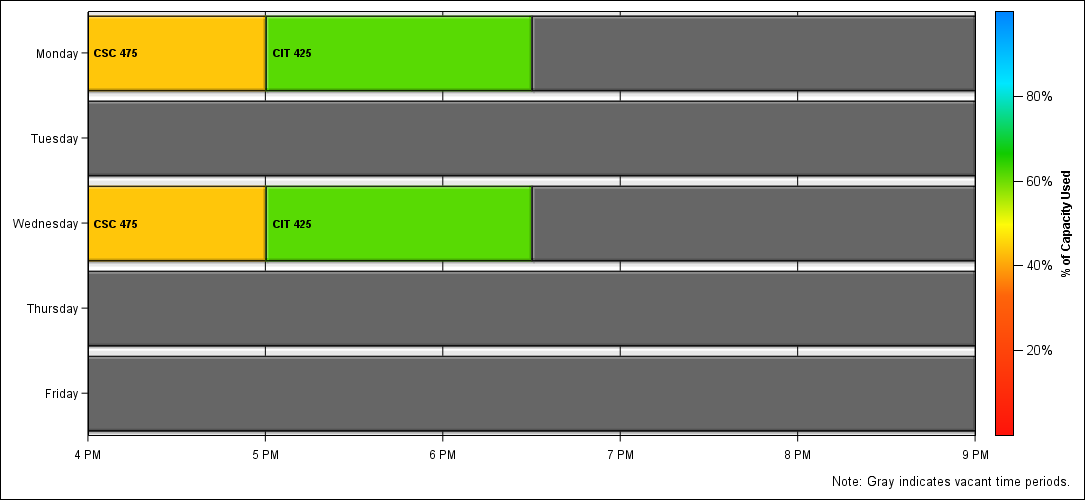 Monday
CSC 475
CIT 425
Tuesday
Wednesday
CSC 475
CIT 425
Thursday
Friday
4 PM
5 PM
6 PM
7 PM
8 PM
9 PM
80%
60%
40%
20%
% of Capacity Used
Note: Gray indicates vacant time periods.